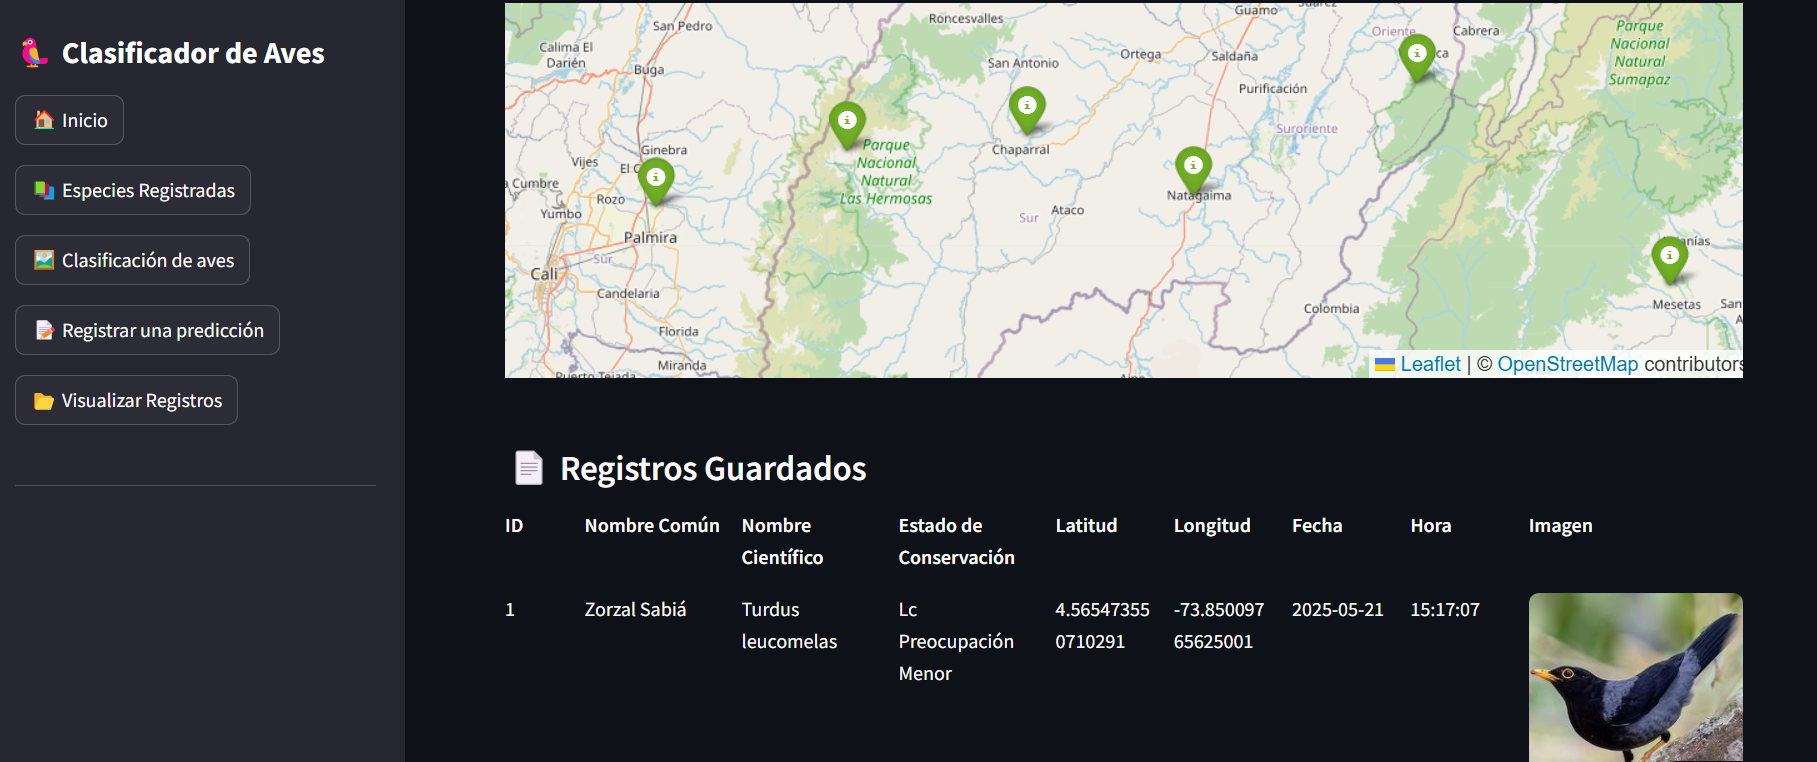 Clasificador de Aves
Inicio
Especies Registradas
Clasificación de aves
Registrar una predicción
Visualizar Registros
Roncesvalles
Guamo
San Pedro
Calima El
Darién
Buga
San Antonio
Ortega
Saldaña
Purificación
Oriente
Cabrera
Parque
Nacional
Natural
Sumapaz
Suroriente
Ginebra
Vijes
Chaparral
Parque
Nacional
Natural
Las Hermosas
a Cumbre
Rozo
Yumbo
Palmira
Sur
Ataco
Natagaima
Sur
Cali
Candelaria
Florida
Miranda
Puerto Tejada
Colombia
Mesetas
San
Leaflet | © OpenStreetMap contributors
Registros Guardados
ID Nombre Común Nombre Científico Estado de Conservación Latitud Longitud Fecha Hora Imagen
1 Zorzal Sabiá Turdus leucomelas Lc Preocupación Menor 4.565473550710291 -73.85009765625001 2025-05-21 15:17:07